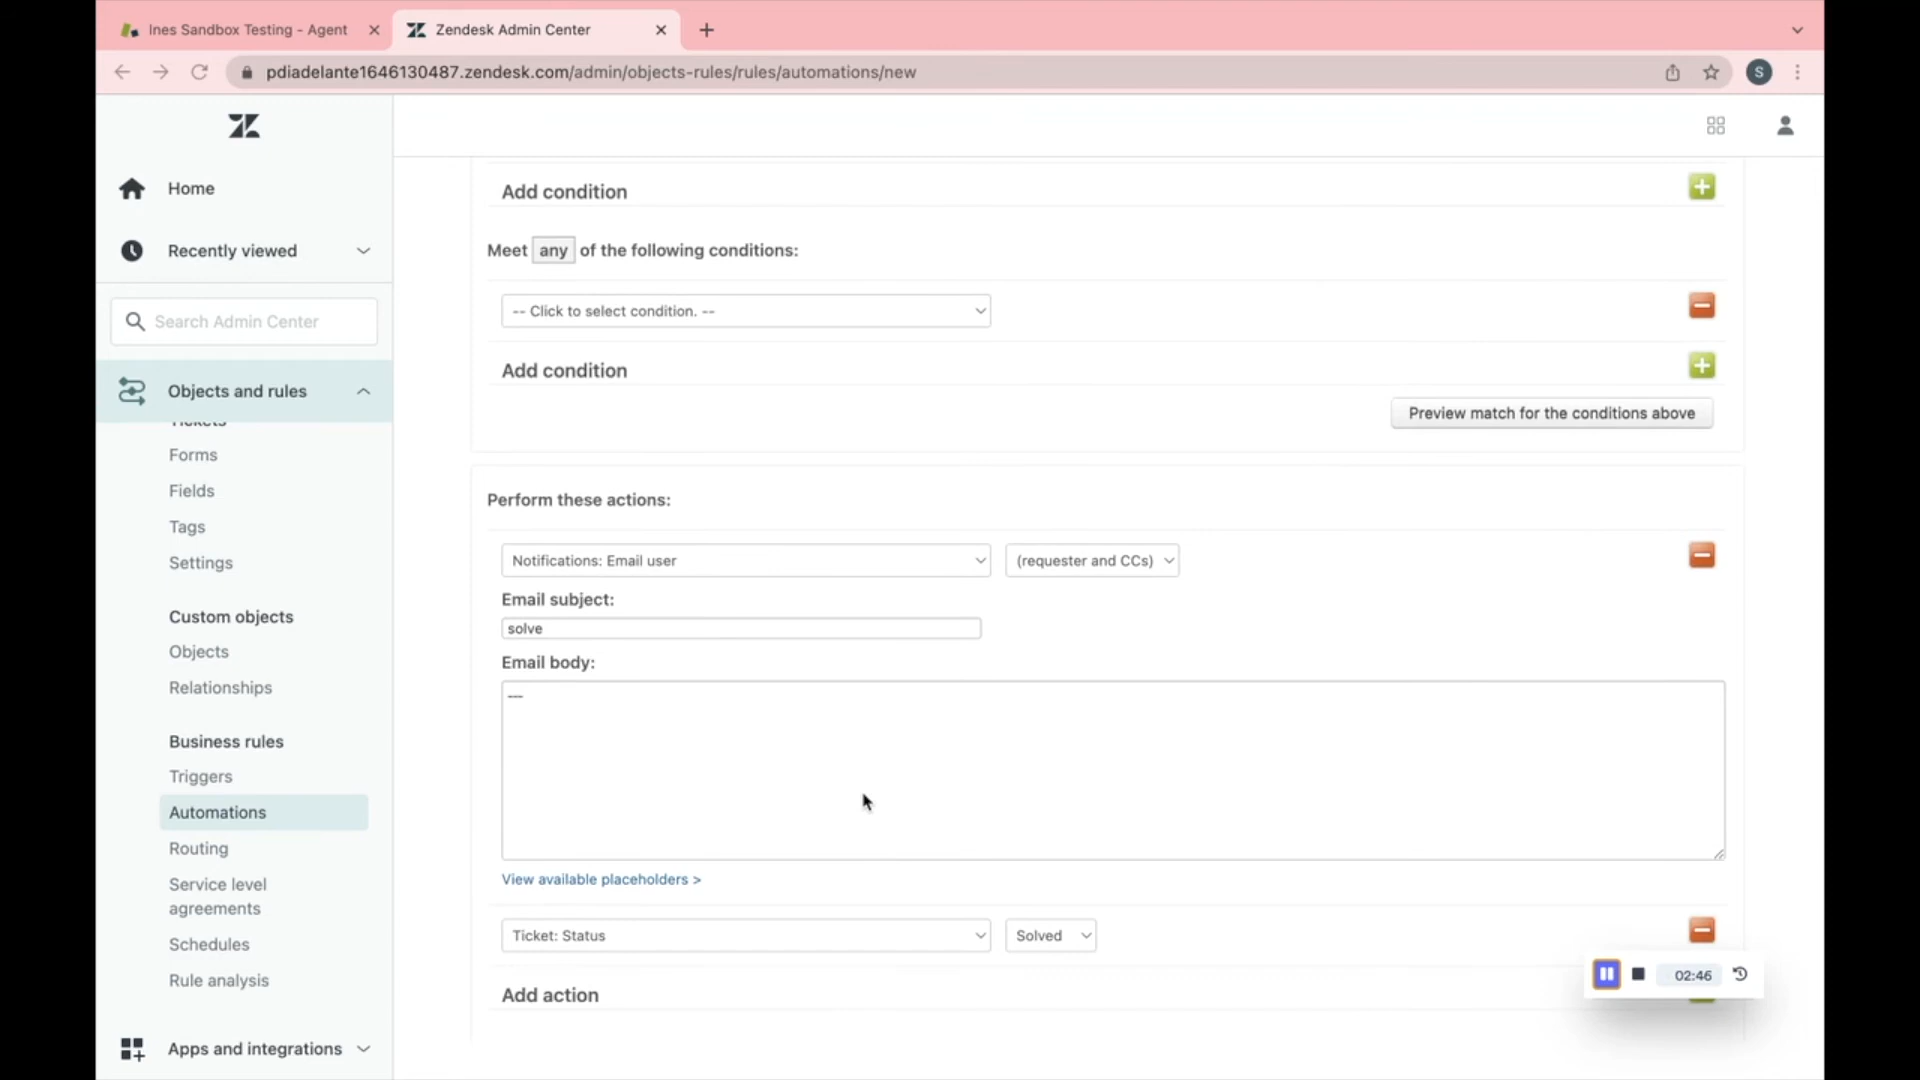 Ines Sandbox Testing - Agent
Zendesk Admin Center
pdiadelante1646130487.zendesk.com/admin/objects-rules/rules/automations/new
S
Home
Recently viewed
Search Admin Center
Objects and rules
Tickets
Forms
Fields
Tags
Settings
Custom objects
Objects
Relationships
Business rules
Triggers
Automations
Routing
Service level
agreements
Schedules
Rule analysis
Apps and integrations
Add condition
Meet any of the following conditions:
-- Click to select condition. --
Add condition
Preview match for the conditions above
Perform these actions:
Notifications: Email user
(requester and CCs)
Email subject:
solve
Email body:
---
View available placeholders >
Ticket: Status
Solved
Add action
02:46